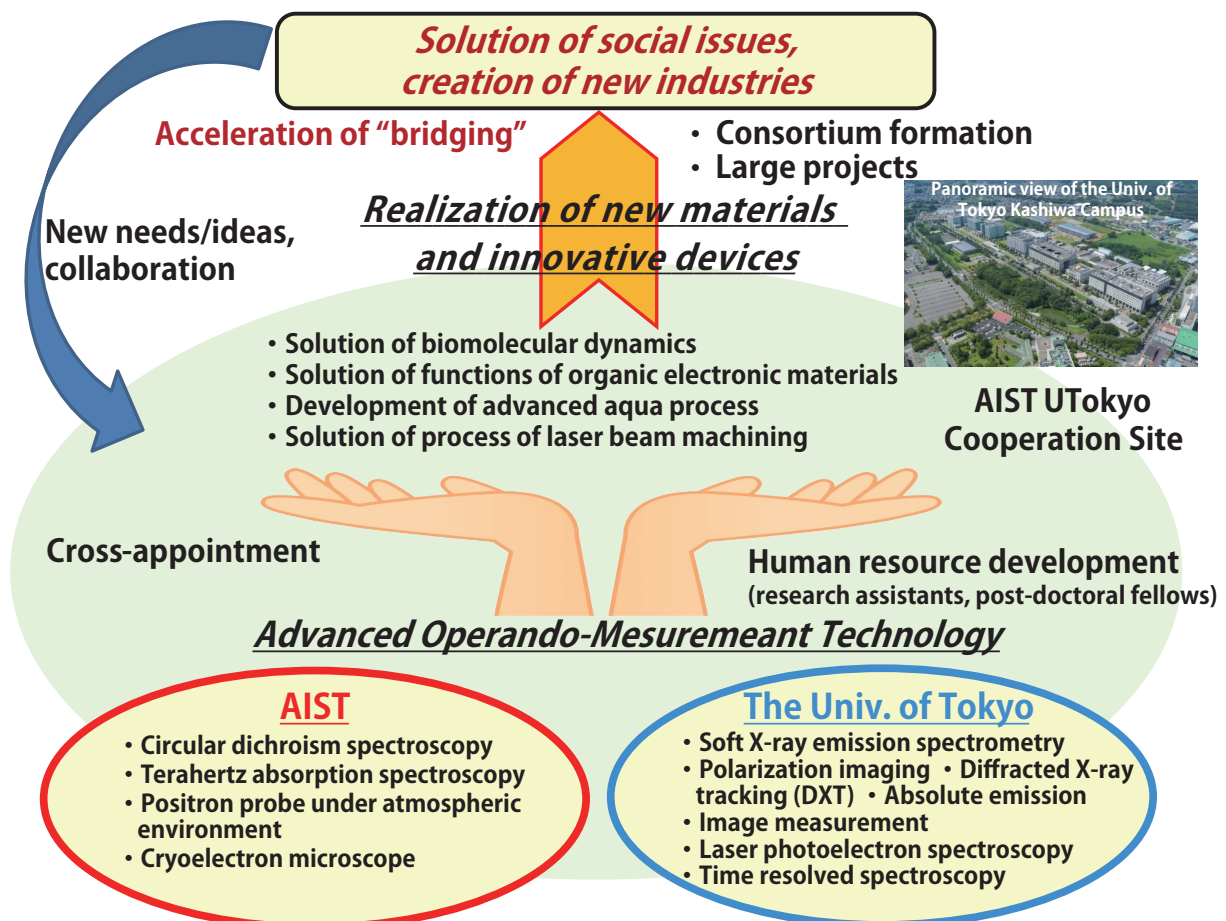 Solution of social issues,
creation of new industries
Acceleration of “bridging”
・Consortium formation
・Large projects
Panoramic view of the Univ. of
Tokyo Kashiwa Campus
Realization of new materials
and innovative devices
New needs/ideas,
collaboration
・Solution of biomolecular dynamics
・Solution of functions of organic electronic materials
・Development of advanced aqua process
・Solution of process of laser beam machining
AIST UTokyo
Cooperation Site
Cross-appointment
Human resource development
(research assistants, post-doctoral fellows)
Advanced Operando-Mesuremeant Technology
AIST
・Circular dichroism spectroscopy
・Terahertz absorption spectroscopy
・Positron probe under atmospheric
environment
・Cryoelectron microscope
The Univ. of Tokyo
・Soft X-ray emission spectrometry
・Polarization imaging ・Diffracted X-ray
tracking (DXT) ・Absolute emission
・Image measurement
・Laser photoelectron spectroscopy
・Time resolved spectroscopy